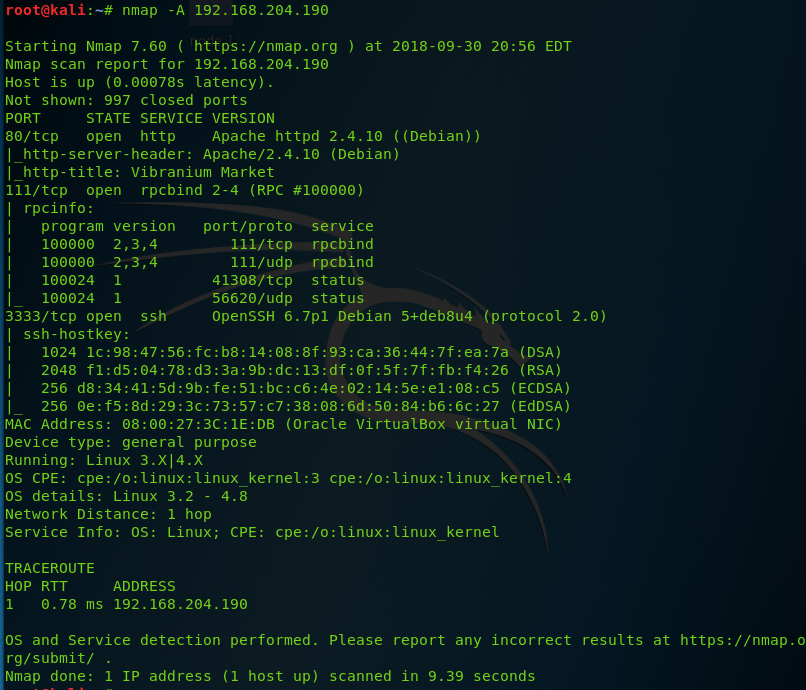 root@kali:~# nmap -A 192.168.204.190
Starting Nmap 7.60 ( https://nmap.org ) at 2018-09-30 20:56 EDT
Nmap scan report for 192.168.204.190
Host is up (0.00078s latency).
Not shown: 997 closed ports
PORT     STATE SERVICE VERSION
80/tcp   open  http    Apache httpd 2.4.10 ((Debian))
|_http-server-header: Apache/2.4.10 (Debian)
|_http-title: Vibranium Market
111/tcp  open  rpcbind 2-4 (RPC #100000)
| rpcinfo:
|   program version   port/proto  service
|   100000  2,3,4        111/tcp  rpcbind
|   100000  2,3,4        111/udp  rpcbind
|   100024  1          41308/tcp  status
|_  100024  1          56620/udp  status
3333/tcp open  ssh     OpenSSH 6.7p1 Debian 5+deb8u4 (protocol 2.0)
| ssh-hostkey:
|   1024 1c:98:47:56:fc:b8:14:08:8f:93:ca:36:44:7f:ea:7a (DSA)
|   2048 f1:d5:04:78:d3:3a:9b:dc:13:df:0f:5f:7f:fb:f4:26 (RSA)
|   256 d8:34:41:5d:9b:fe:51:bc:c6:4e:02:14:5e:e1:08:c5 (ECDSA)
|_  256 0e:f5:8d:29:3c:73:57:c7:38:08:6d:50:84:b6:6c:27 (EdDSA)
MAC Address: 08:00:27:3C:1E:DB (Oracle VirtualBox virtual NIC)
Device type: general purpose
Running: Linux 3.X|4.X
OS CPE: cpe:/o:linux:linux_kernel:3 cpe:/o:linux:linux_kernel:4
OS details: Linux 3.2 - 4.8
Network Distance: 1 hop
Service Info: OS: Linux; CPE: cpe:/o:linux:linux_kernel
TRACEROUTE
HOP RTT     ADDRESS
1   0.78 ms 192.168.204.190
OS and Service detection performed. Please report any incorrect results at https://nmap.o
rg/submit/ .
Nmap done: 1 IP address (1 host up) scanned in 9.39 seconds